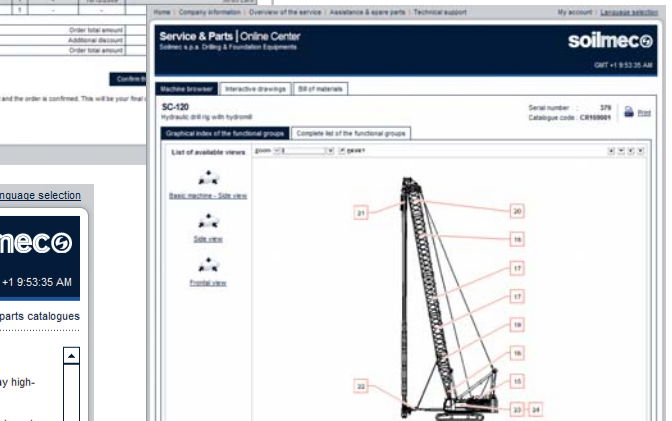 1 - -
Order total amount
Additional discount
Order total amount
Confirm
and the order is confirmed. This will be your final
nguage selection
meco
+1 9:53:35 AM
parts catalogues
ay high-
Home | Company information | Overview of the service | Assistance & spare parts | Technical support
My account | Language selection
Service & Parts | Online Center
Soilmec s.p.a. Drilling & Foundation Equipments
soilmec
GMT +1 9:53:35 AM
Machine browser Interactive drawings Bill of materials
SC-120
Hydraulic drill rig with hydromill
Serial number : 379
Catalogue code : CR169001
Print
Graphical index of the functional groups Complete list of the functional groups
List of available views
Zoom
RESET
Basic machine - Side view
Side view
Frontal view
21
20
18
17
17
19
16
15
22
23 24